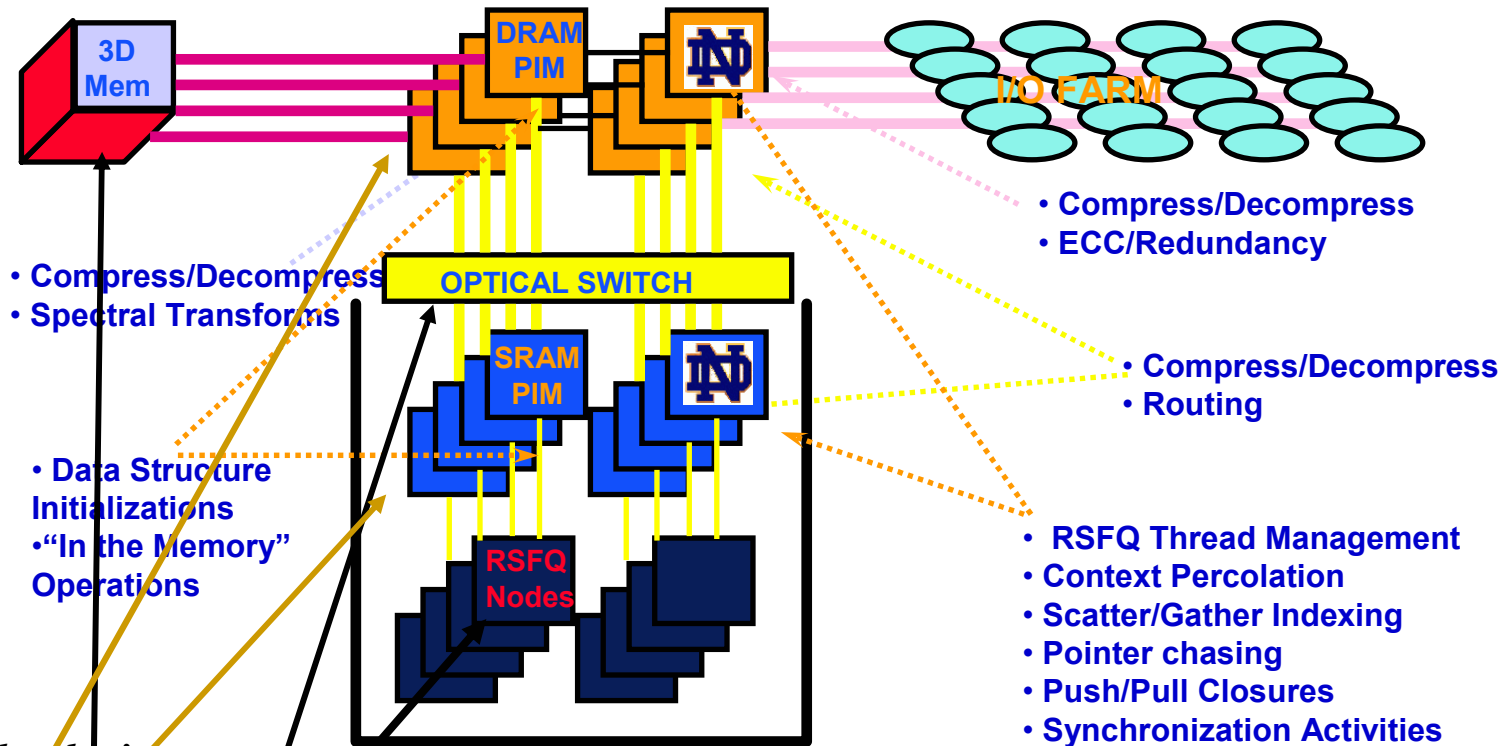 3D
Mem
DRAM
PIM
ND
I/O FARM
• Compress/Decompress
• ECC/Redundancy
• Compress/Decompress
• Spectral Transforms
OPTICAL SWITCH
SRAM
PIM
ND
• Compress/Decompress
• Routing
• Data Structure
Initializations
•“In the Memory”
Operations
RSFQ
Nodes
• RSFQ Thread Management
• Context Percolation
• Scatter/Gather Indexing
• Pointer chasing
• Push/Pull Closures
• Synchronization Activities